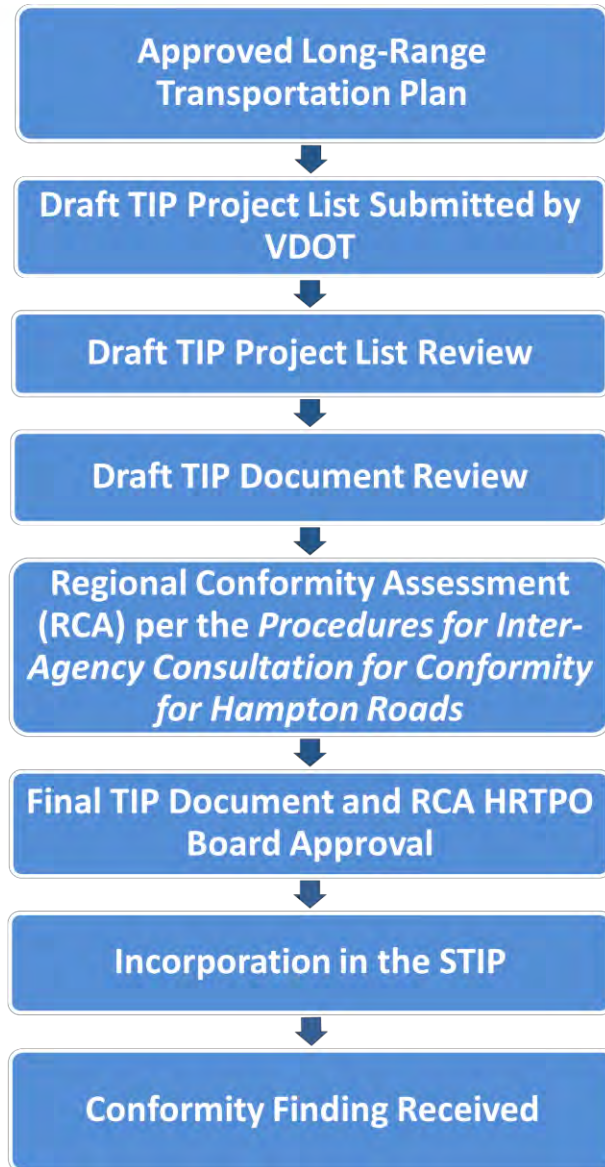 Approved Long-Range
Transportation Plan
Draft TIP Project List Submitted by
VDOT
Draft TIP Project List Review
Draft TIP Document Review
Regional Conformity Assessment
(RCA) per the Procedures for Inter-
Agency Consultation for Conformity
for Hampton Roads
Final TIP Document and RCA HRTPO
Board Approval
Incorporation in the STIP
Conformity Finding Received